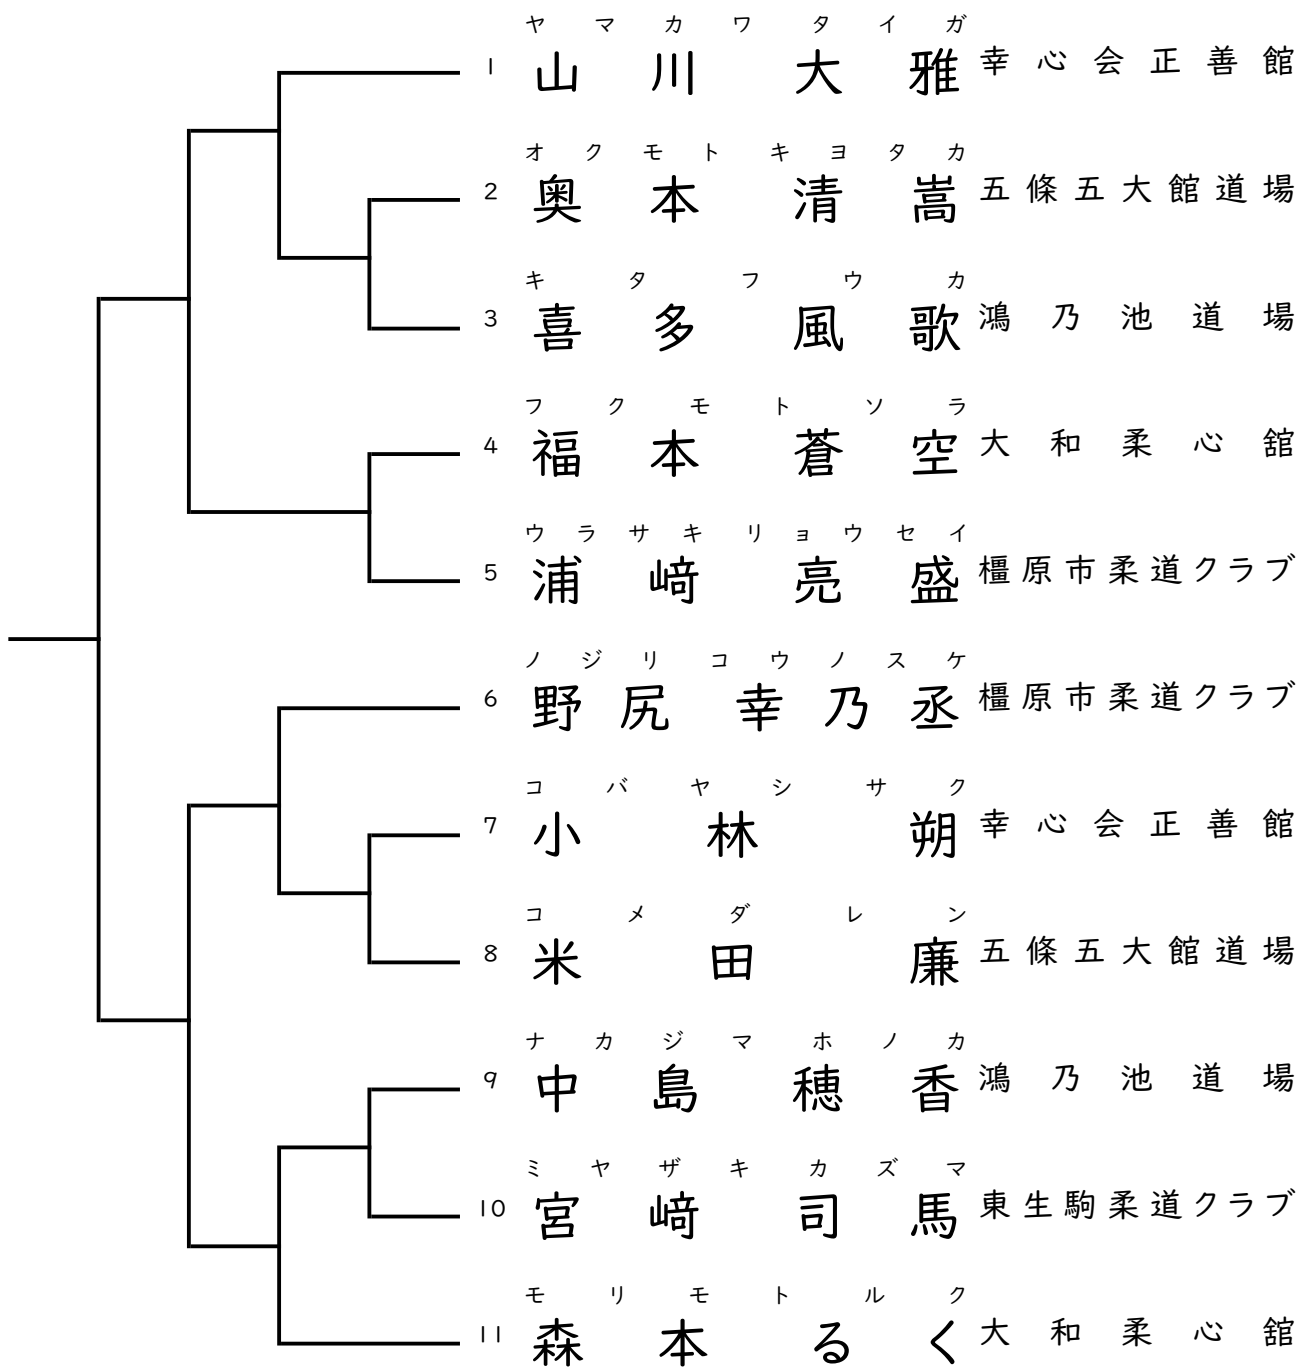 ヤマカワタイガ
1 山川大雅 幸心会正善館
オクモトキヨタカ
2 奥本清嵩 五條五大館道場
キタフウカ
3 喜多風歌 鴻乃池道場
フクモトソラ
4 福本蒼空 大和柔心舘
ウラサキリョウセイ
5 浦﨑亮盛 橿原市柔道クラブ
ノジリコウノスケ
6 野尻幸乃丞 橿原市柔道クラブ
コバヤシサク
7 小林朔 幸心会正善館
コメダレン
8 米田廉 五條五大館道場
ナカジマホノカ
9 中島穂香 鴻乃池道場
ミヤザキカズマ
10 宮﨑司馬 東生駒柔道クラブ
モリモトルク
11 森本るく 大和柔心舘